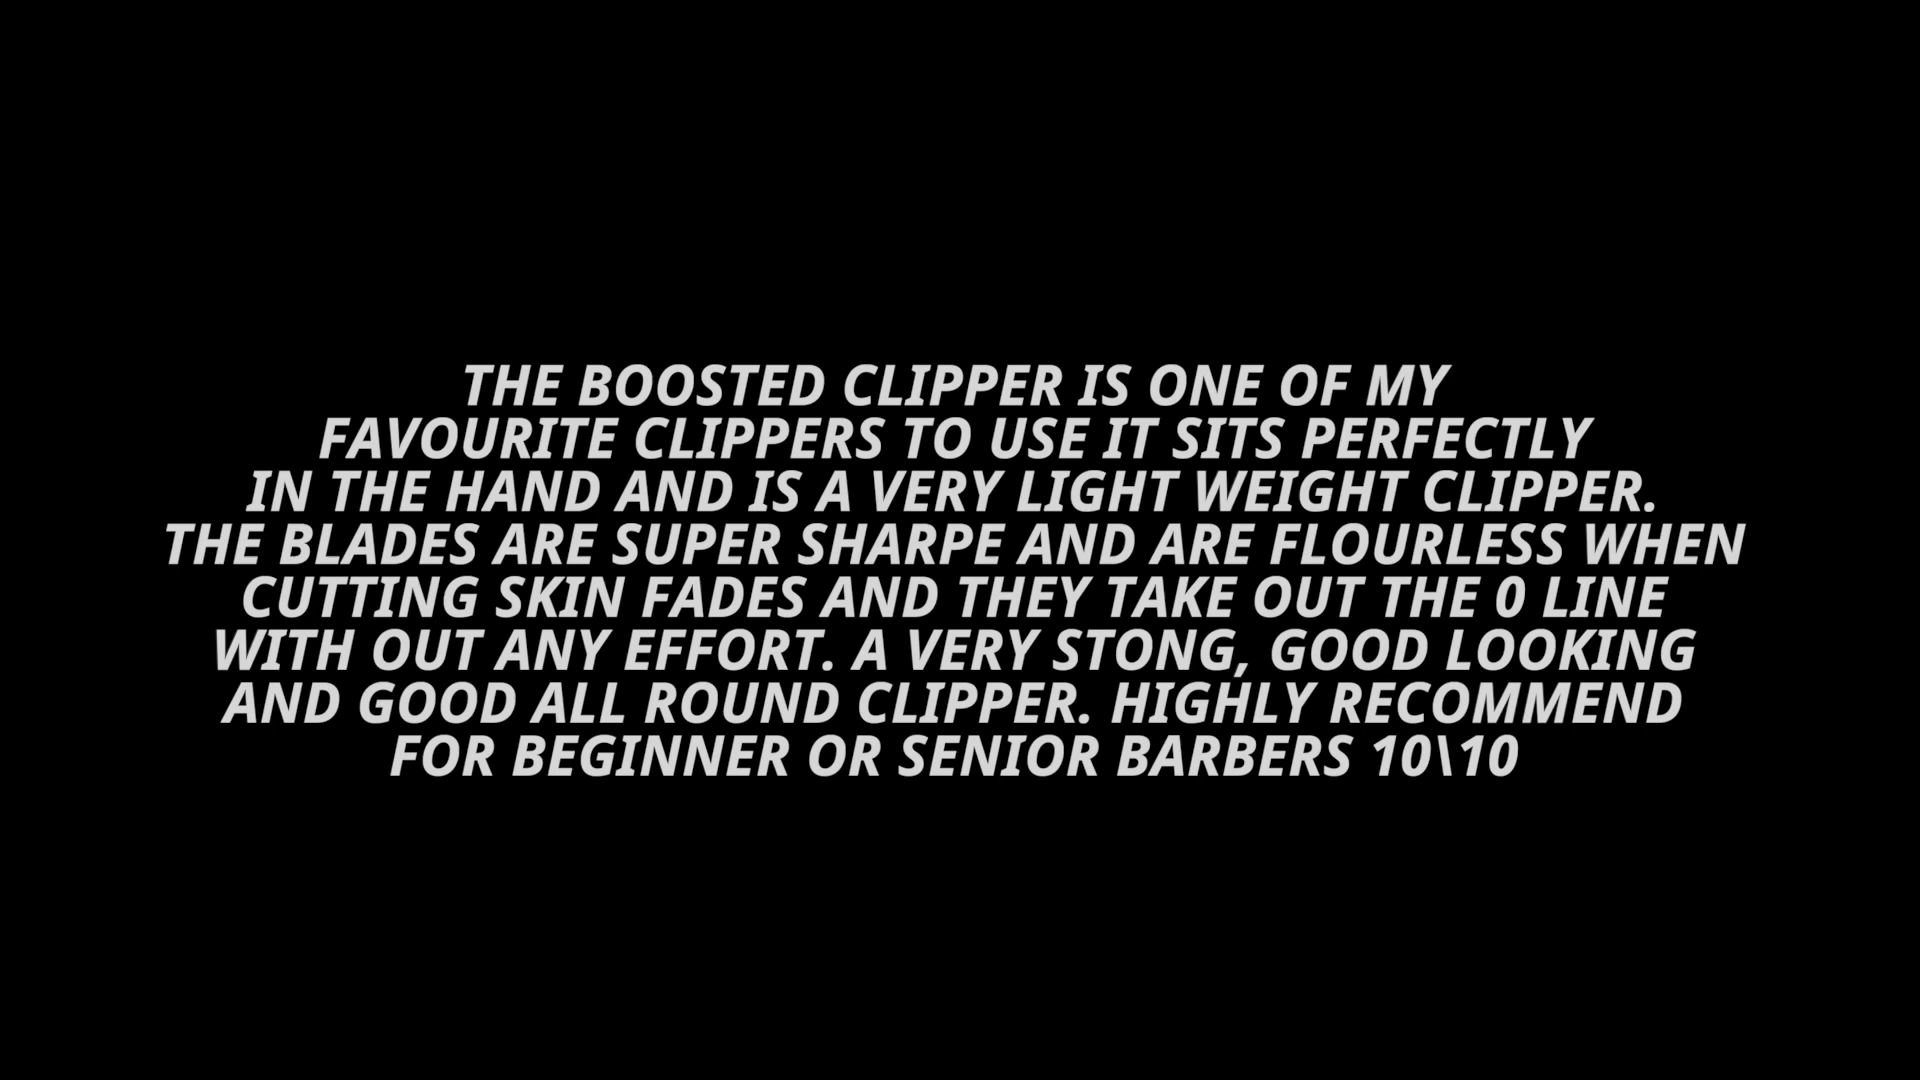 THE BOOSTED CLIPPER IS ONE OF MY
FAVOURITE CLIPPERS TO USE IT SITS PERFECTLY
IN THE HAND AND IS A VERY LIGHT WEIGHT CLIPPER.
THE BLADES ARE SUPER SHARPE AND ARE FLOURLESS WHEN
CUTTING SKIN FADES AND THEY TAKE OUT THE 0 LINE
WITH OUT ANY EFFORT. A VERY STONG, GOOD LOOKING
AND GOOD ALL ROUND CLIPPER. HIGHLY RECOMMEND
FOR BEGINNER OR SENIOR BARBERS 10\10